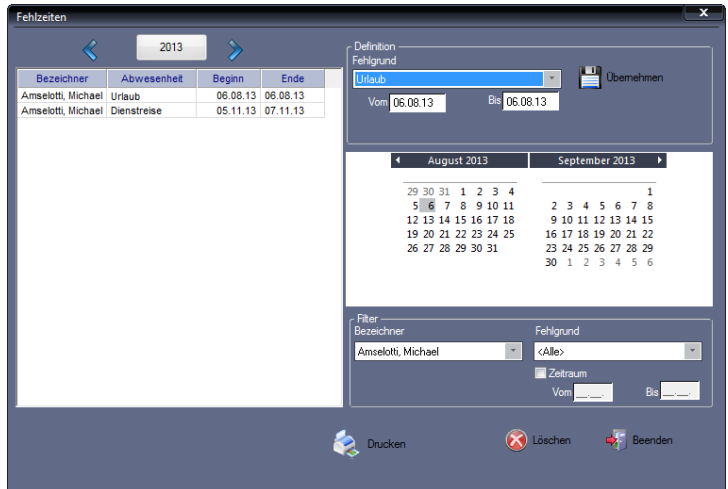 Fehlzeiten
x
2013
Bezeichner Abwesenheit Beginn Ende
Amselotti, Michael Urlaub 06.08.13 06.08.13
Amselotti, Michael Dienstreise 05.11.13 07.11.13
Definition
Fehlgrund
Urlaub
Übernehmen
Vom 06.08.13 Bis 06.08.13
August 2013
29 30 31 1 2 3 4
5 6 7 8 9 10 11
12 13 14 15 16 17 18
19 20 21 22 23 24 25
26 27 28 29 30 31
September 2013
1
2 3 4 5 6 7 8
9 10 11 12 13 14 15
16 17 18 19 20 21 22
23 24 25 26 27 28 29
30 1 2 3 4 5 6
Filter
Bezeichner Fehlgrund
Amselotti, Michael <Alle>
Zeitraum
Vom __.__. Bis __.__.
Drucken Löschen Beenden